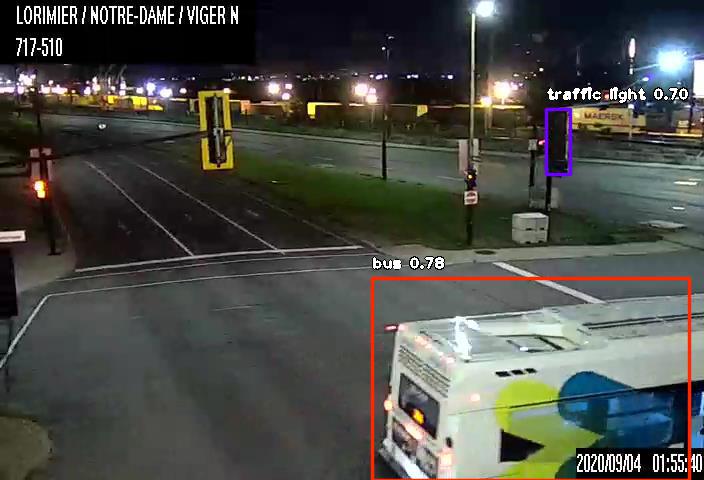 LORIMIER / NOTRE-DAME / VIGER N
717-510
traffic light 0.70
MAERSK
bus 0.78
2020/09/04 01:55:40